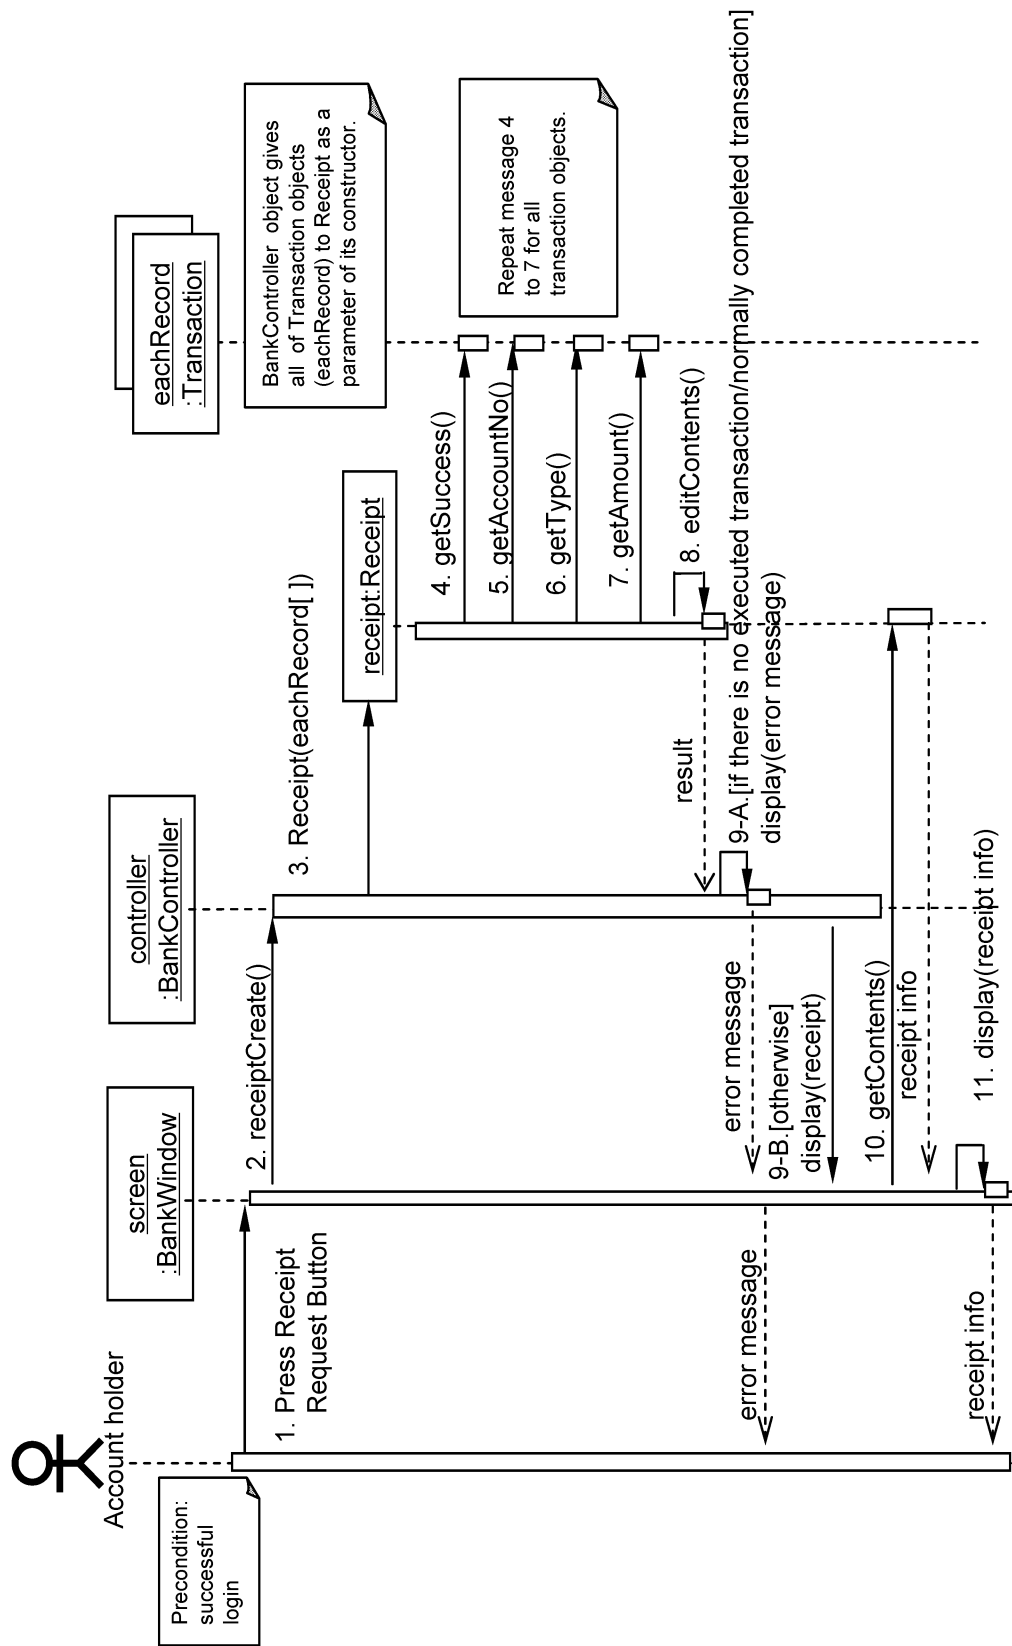 Account holder
Precondition:
successful
login
screen
:BankWindow
controller
:BankController
receipt:Receipt
eachRecord
:Transaction
BankController object gives
all of Transaction objects
(eachRecord) to Receipt as a
parameter of its constructor.
1. Press Receipt
Request Button
2. receiptCreate()
3. Receipt(eachRecord[ ])
4. getSuccess()
5. getAccountNo()
6. getType()
7. getAmount()
Repeat message 4
to 7 for all
transaction objects.
8. editContents()
result
9-A.[if there is no executed transaction/normally completed transaction]
display(error message)
error message
error message
9-B.[otherwise]
display(receipt)
10. getContents()
receipt info
11. display(receipt info)
receipt info